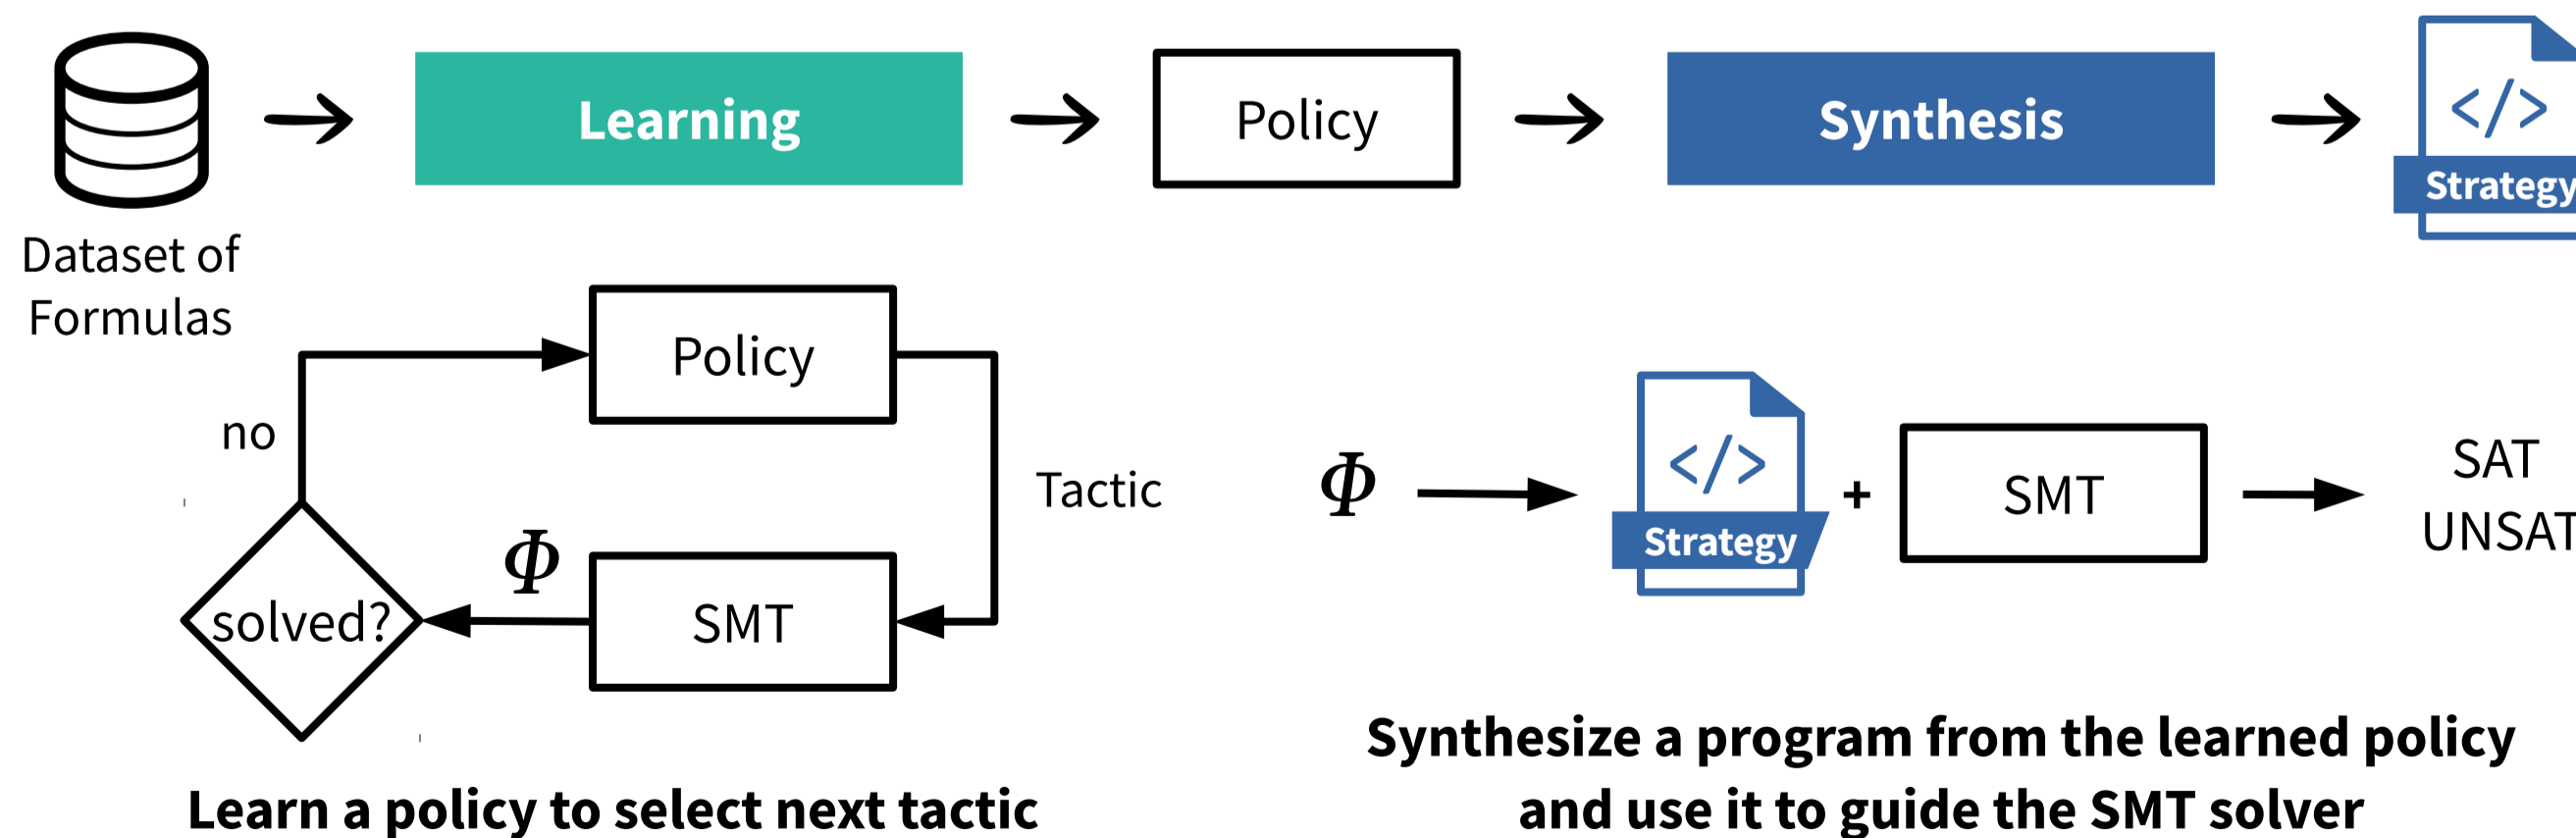 Learning
Policy
Synthesis
</>
Strategy
Dataset of
Formulas
Policy
no
Tactic
Φ
solved?
SMT
Φ
</>
Strategy
+
SMT
SAT
UNSAT
Learn a policy to select next tactic
Synthesize a program from the learned policy
and use it to guide the SMT solver